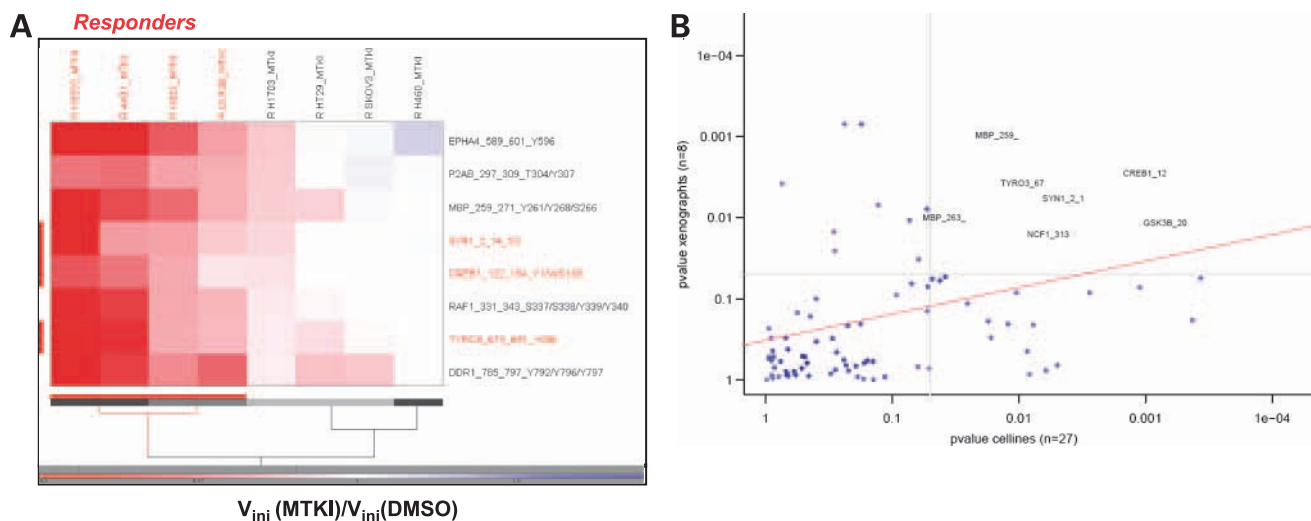 A
Responders
R H1703_MTKI
R HT29_MTKI
R SKOV3_MTKI
R H460_MTKI
EPHA4_589_601_Y596
P2AB_297_309_T304/Y307
MBP_259_271_Y261/Y268/S266
RAF1_331_343_S337/S338/Y339/Y340
DDR1_785_797_Y792/Y796/Y797
Vini (MTKI)/Vini(DMSO)
B
pvalue xenographts (n=8)
1e-04
0.001
0.01
0.1
1
MBP_259_
CREB1_12
TYRO3_67
SYN1_2_1
MBP_263_
GSK3B_20
NCF1_313
1
0.1
0.01
0.001
1e-04
pvalue cellines (n=27)